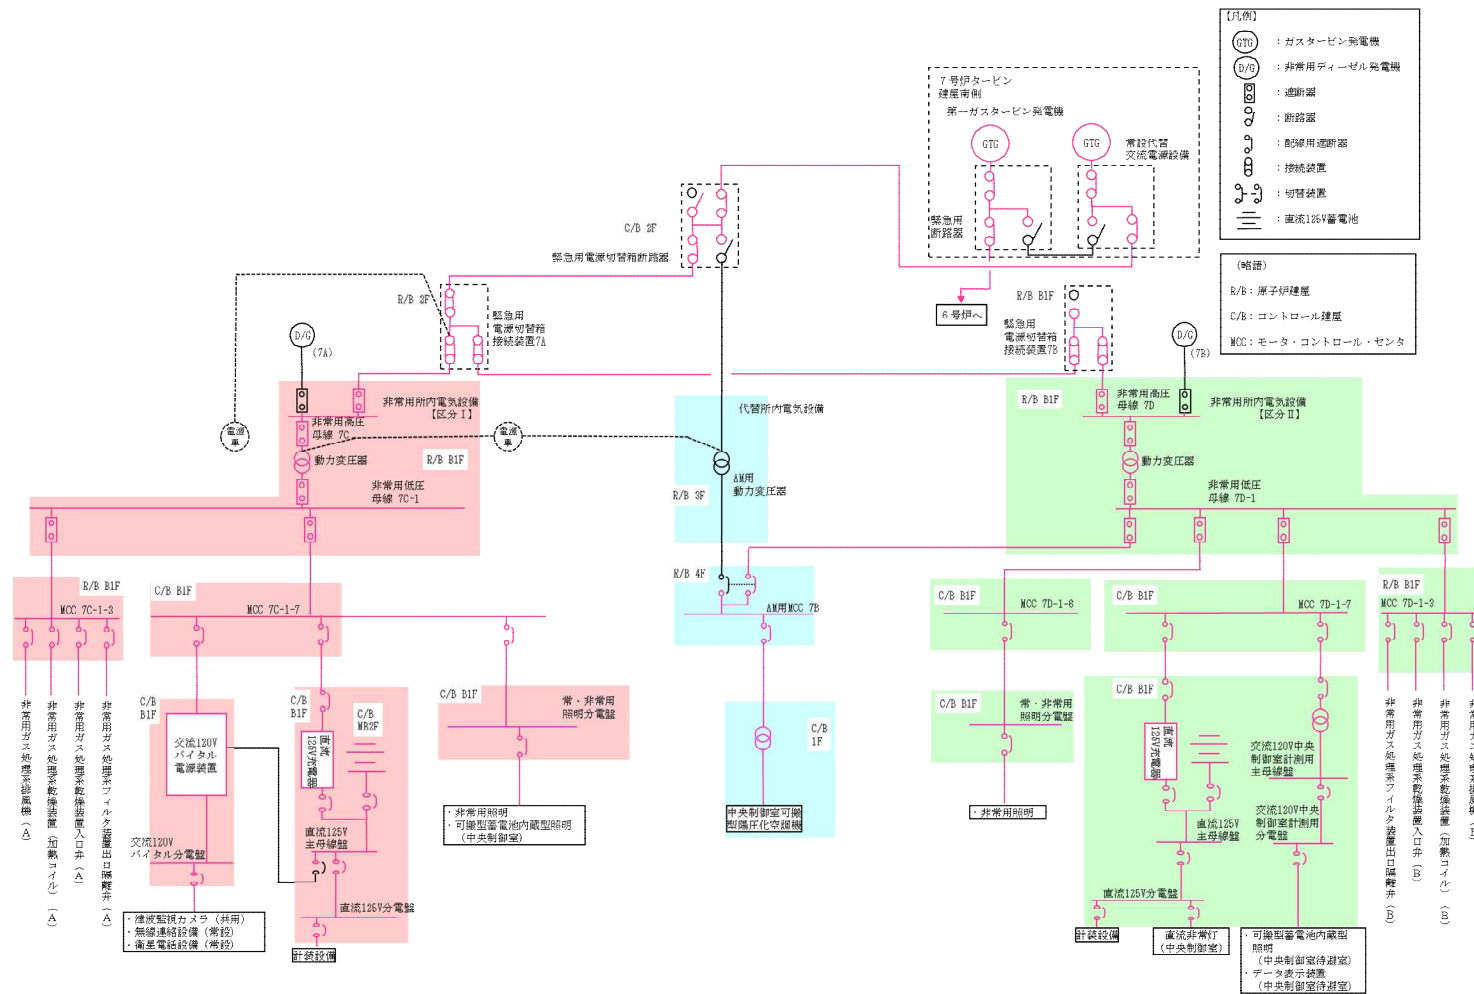 【凡例】
GTG ：ガスタービン発電機
D/G ：非常用ディーゼル発電機
：遮断器
：断路器
：配線用遮断器
：接続装置
：切替装置
：直流125V蓄電池
(略語)
R/B：原子炉建屋
C/B：コントロール建屋
MCC：モータ・コントロール・センタ
7号炉タービン
建屋南側
第一ガスタービン発電機
GTG
GTG
常設代替
交流電源設備
緊急用
断路器
6号炉へ
C/B 2F
緊急用電源切替箱断路器
R/B 2F
緊急用
電源切替箱
接続装置7A
R/B B1F
緊急用
電源切替箱
接続装置7B
D/G
(7A)
D/G
(7B)
電源
車
電源
車
非常用所内電気設備
【区分Ⅰ】
非常用高圧
母線 7C
動力変圧器
R/B B1F
非常用低圧
母線 7C-1
代替所内電気設備
AM用
動力変圧器
R/B 3F
R/B 4F
AM用MCC 7B
R/B B1F
非常用高圧
母線 7D
非常用所内電気設備
【区分Ⅱ】
動力変圧器
非常用低圧
母線 7D-1
R/B B1F
MCC 7C-1-3
C/B B1F
MCC 7C-1-7
C/B B1F
MCC 7D-1-6
C/B B1F
MCC 7D-1-7
R/B B1F
MCC 7D-1-3
非常用ガス処理系排風機(A)
非常用ガス処理系乾燥装置(加熱コイル)(A)
非常用ガス処理系乾燥装置入口弁(A)
非常用ガス処理系フィルタ装置出口隔離弁(A)
C/B
B1F
交流120V
バイタル
電源装置
交流120V
バイタル分電盤
・津波監視カメラ(共用)
・無線連絡設備(常設)
・衛星電話設備(常設)
C/B
B1F
直流
125V充電器
C/B
MB2F
直流125V
主母線盤
直流125V分電盤
計装設備
C/B B1F
常・非常用
照明分電盤
・非常用照明
・可搬型蓄電池内蔵型照明
(中央制御室)
C/B
1F
中央制御室可搬
型陽圧化空調機
C/B B1F
常・非常用
照明分電盤
・非常用照明
C/B B1F
直流
125V充電器
直流125V
主母線盤
直流125V分電盤
計装設備
直流非常灯
(中央制御室)
交流120V中央
制御室計測用
主母線盤
交流120V中央
制御室計測用
分電盤
・可搬型蓄電池内蔵型
照明
(中央制御室待避室)
・データ表示装置
(中央制御室待避室)
非常用ガス処理系フィルタ装置出口隔離弁(B)
非常用ガス処理系乾燥装置入口弁(B)
非常用ガス処理系乾燥装置(加熱コイル)(B)